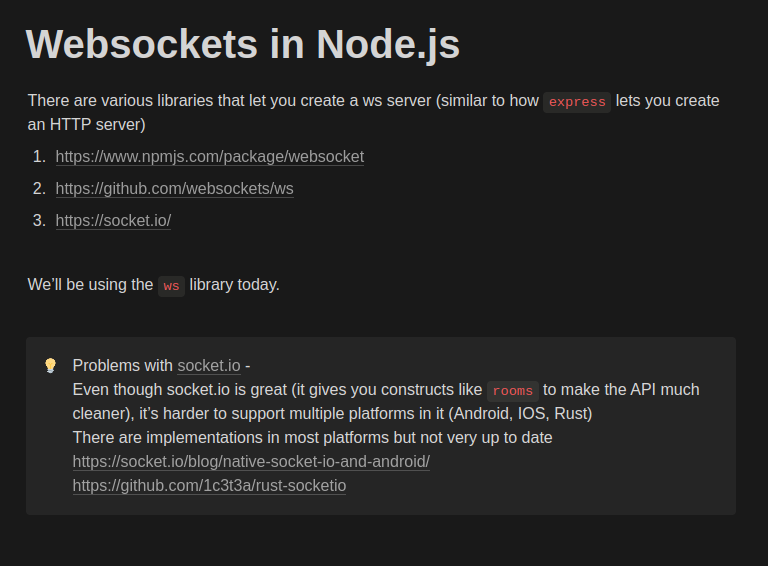 Websockets in Node.js
There are various libraries that let you create a ws server (similar to how express lets you create
an HTTP server)
1. https://www.npmjs.com/package/websocket
2. https://github.com/websockets/ws
3. https://socket.io/
We’ll be using the ws library today.
Problems with socket.io -
Even though socket.io is great (it gives you constructs like rooms to make the API much
cleaner), it’s harder to support multiple platforms in it (Android, IOS, Rust)
There are implementations in most platforms but not very up to date
https://socket.io/blog/native-socket-io-and-android/
https://github.com/1c3t3a/rust-socketio